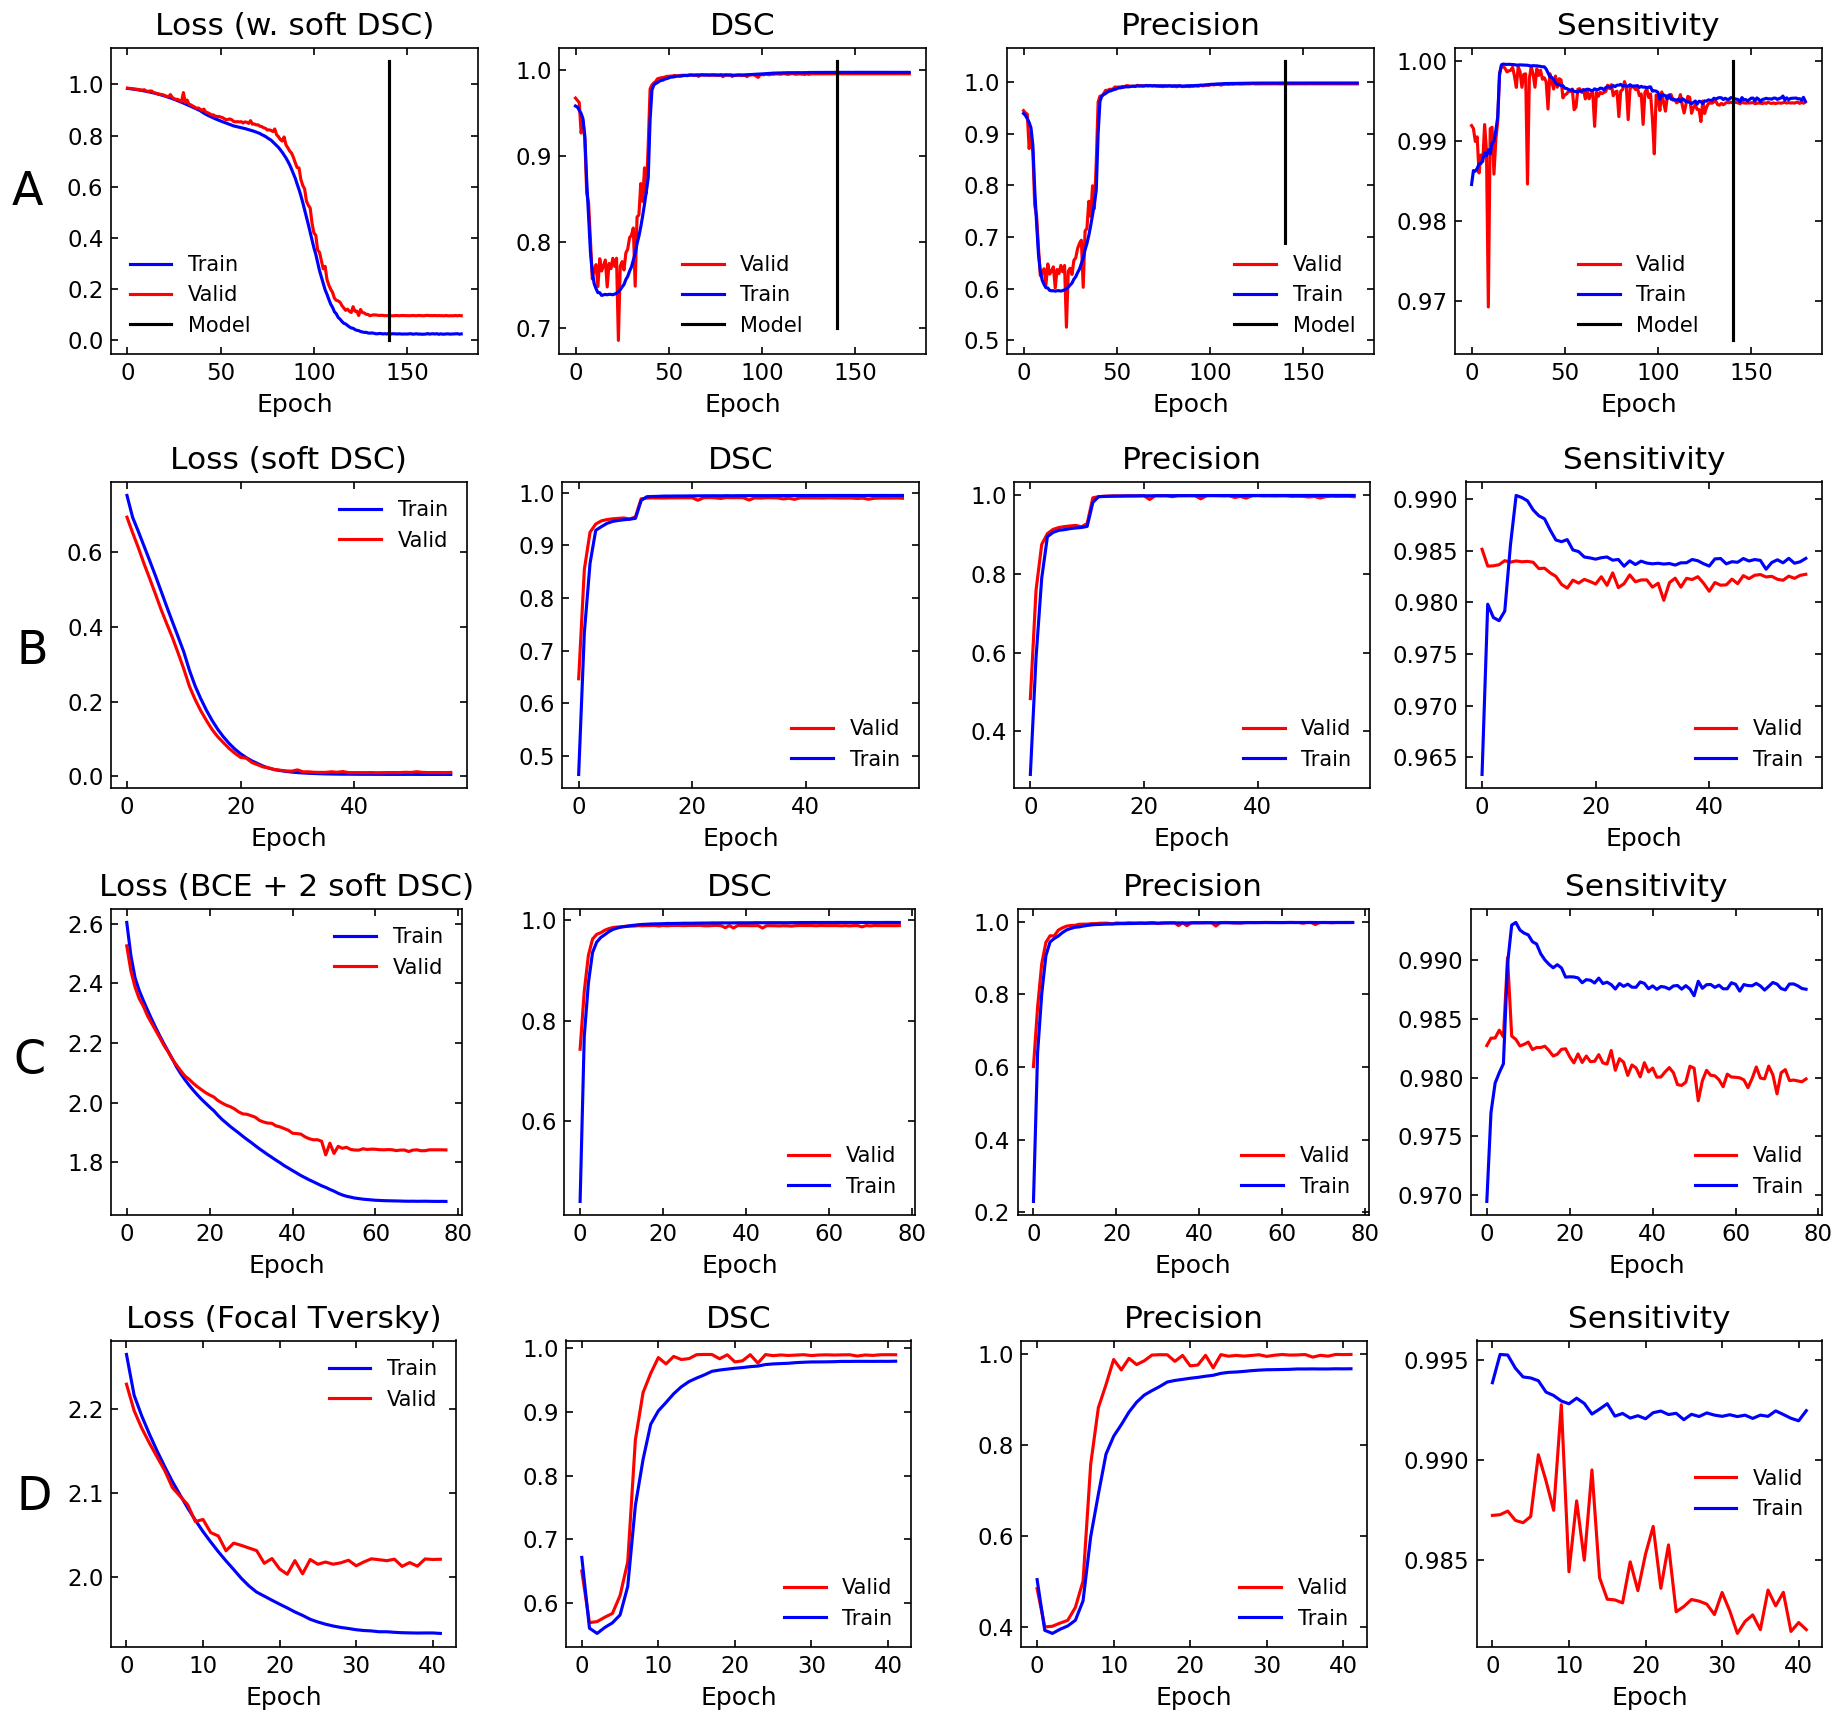 Loss (w. soft DSC)
DSC
Precision
Sensitivity
A
1.0
0.8
0.6
0.4
0.2
0.0
0
50
100
150
Epoch
Train
Valid
Model
1.0
0.9
0.8
0.7
0
50
100
150
Epoch
Valid
Train
Model
1.0
0.9
0.8
0.7
0.6
0.5
0
50
100
150
Epoch
Valid
Train
Model
1.00
0.99
0.98
0.97
0
50
100
150
Epoch
Valid
Train
Model
Loss (soft DSC)
DSC
Precision
Sensitivity
B
0.6
0.4
0.2
0.0
0
20
40
Epoch
Train
Valid
1.0
0.9
0.8
0.7
0.6
0.5
0
20
40
Epoch
Valid
Train
1.0
0.8
0.6
0.4
0
20
40
Epoch
Valid
Train
0.990
0.985
0.980
0.975
0.970
0.965
0
20
40
Epoch
Valid
Train
Loss (BCE + 2 soft DSC)
DSC
Precision
Sensitivity
C
2.6
2.4
2.2
2.0
1.8
0
20
40
60
80
Epoch
Train
Valid
1.0
0.8
0.6
0
20
40
60
80
Epoch
Valid
Train
1.0
0.8
0.6
0.4
0.2
0
20
40
60
80
Epoch
Valid
Train
0.990
0.985
0.980
0.975
0.970
0
20
40
60
80
Epoch
Valid
Train
Loss (Focal Tversky)
DSC
Precision
Sensitivity
D
2.2
2.1
2.0
0
10
20
30
40
Epoch
Train
Valid
1.0
0.9
0.8
0.7
0.6
0
10
20
30
40
Epoch
Valid
Train
1.0
0.8
0.6
0.4
0
10
20
30
40
Epoch
Valid
Train
0.995
0.990
0.985
0
10
20
30
40
Epoch
Valid
Train